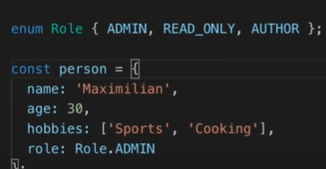 enum Role { ADMIN, READ_ONLY, AUTHOR };
const person = {
name: 'Maximilian',
age: 30,
hobbies: ['Sports', 'Cooking'],
role: Role.ADMIN
};